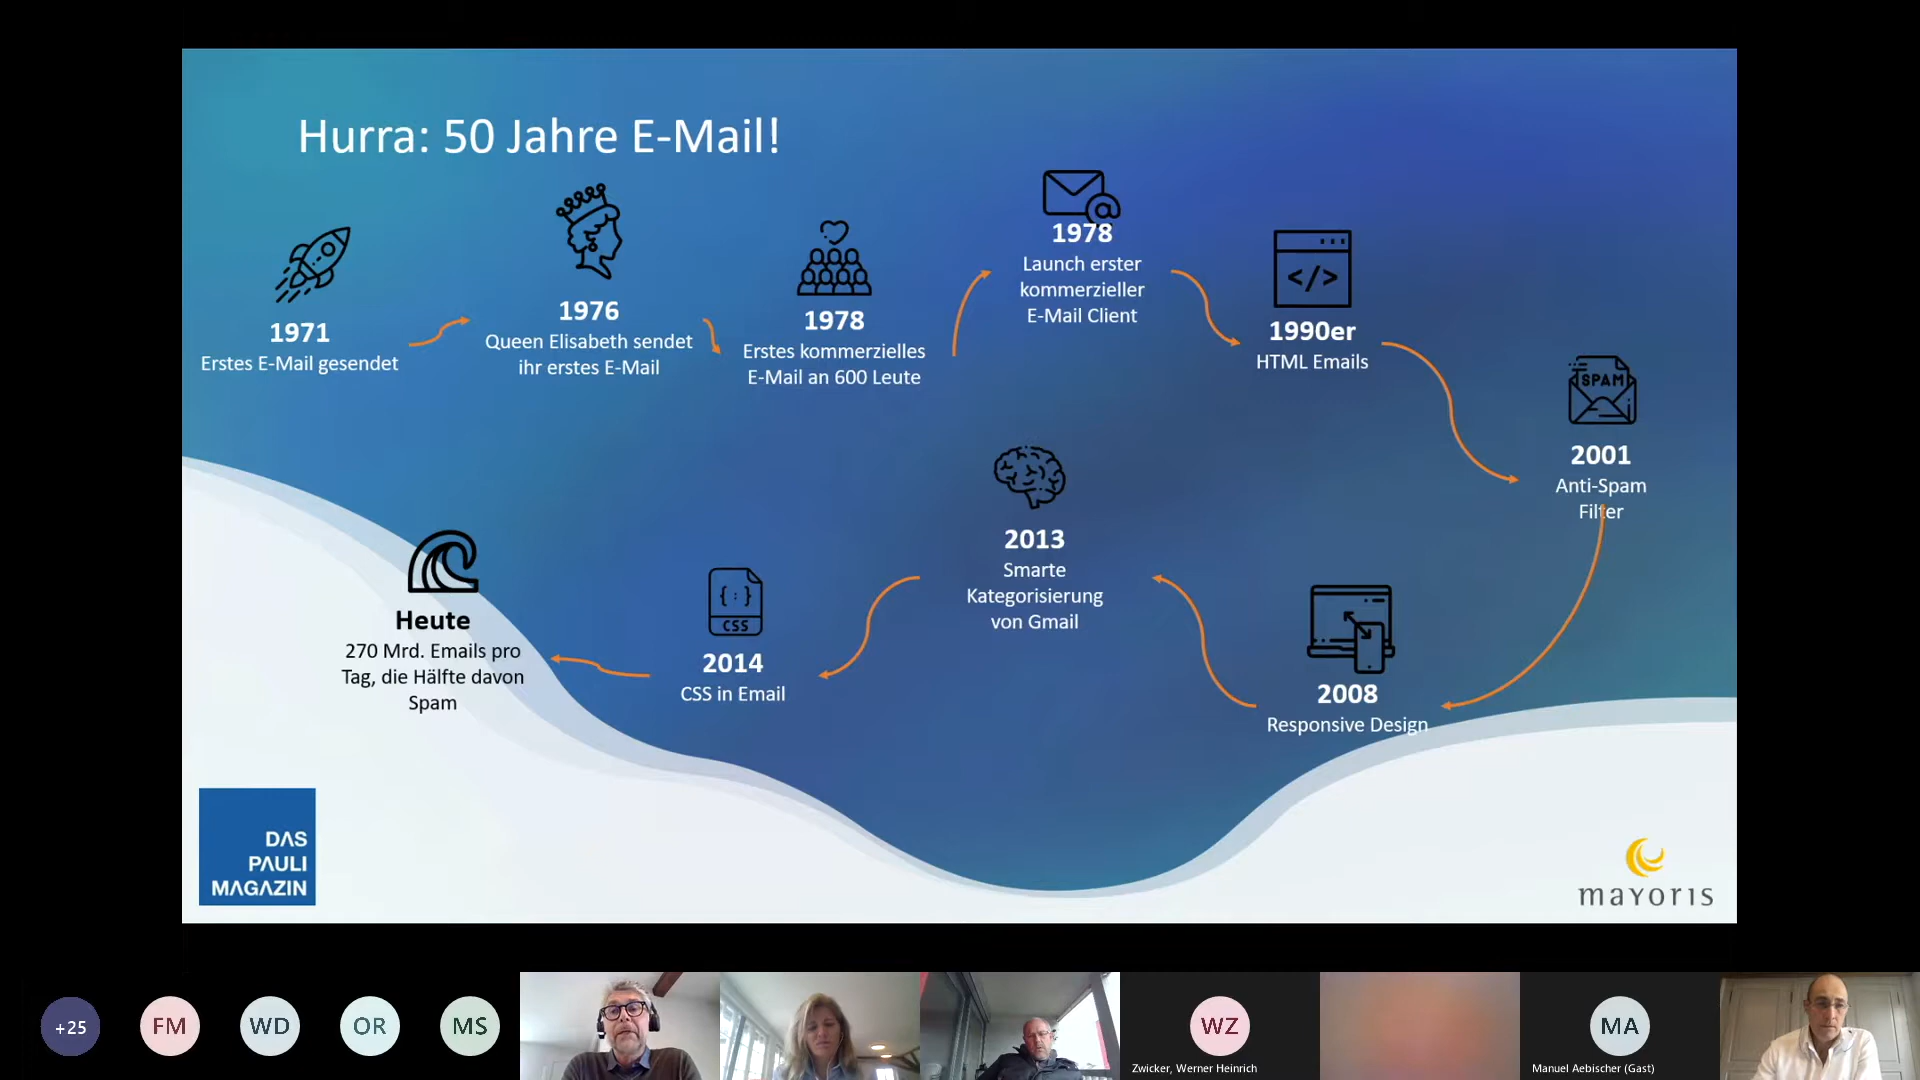 Hurra: 50 Jahre E-Mail!
1971
Erstes E-Mail gesendet
1976
Queen Elisabeth sendet
ihr erstes E-Mail
1978
Erstes kommerzielles
E-Mail an 600 Leute
1978
Launch erster
kommerzieller
E-Mail Client
</>
1990er
HTML Emails
SPAM
2001
Anti-Spam
Filter
2008
Responsive Design
2013
Smarte
Kategorisierung
von Gmail
{:}
CSS
2014
CSS in Email
Heute
270 Mrd. Emails pro
Tag, die Hälfte davon
Spam
DAS
PAULI
MAGAZIN
mayoris
+25
FM
WD
OR
MS
WZ
Zwicker, Werner Heinrich
MA
Manuel Aebischer (Gast)